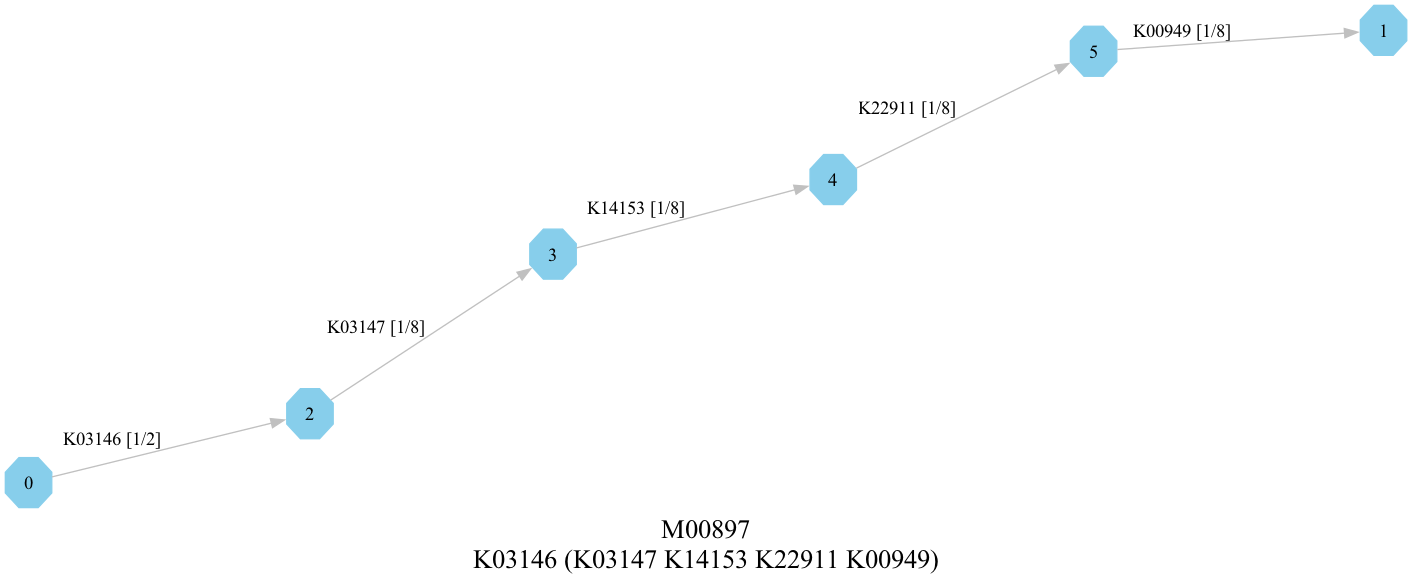 1
K00949 [1/8]
5
K22911 [1/8]
4
K14153 [1/8]
3
K03147 [1/8]
2
K03146 [1/2]
0
M00897
K03146 (K03147 K14153 K22911 K00949)